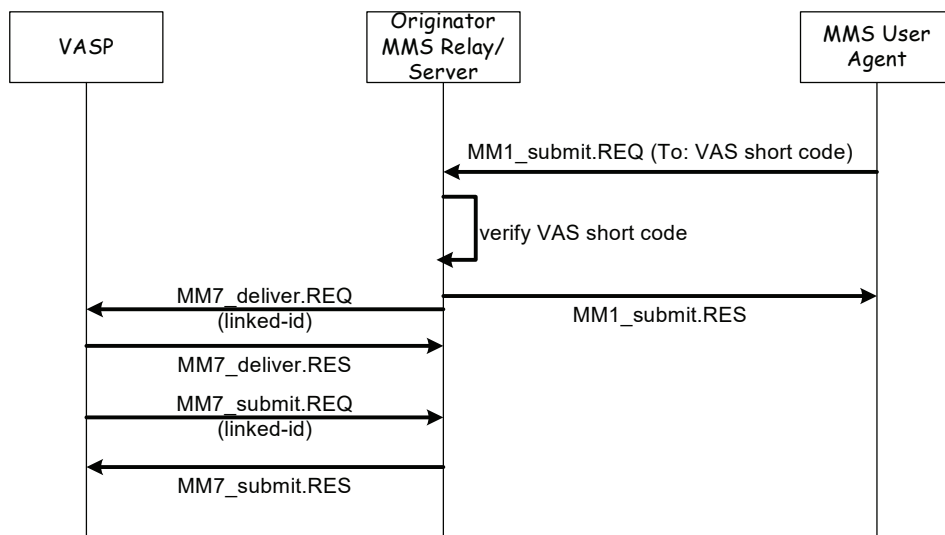 VASP
Originator
MMS Relay/
Server
MMS User
Agent
MM1_submit.REQ (To: VAS short code)
verify VAS short code
MM7_deliver.REQ
(linked-id)
MM1_submit.RES
MM7_deliver.RES
MM7_submit.REQ
(linked-id)
MM7_submit.RES